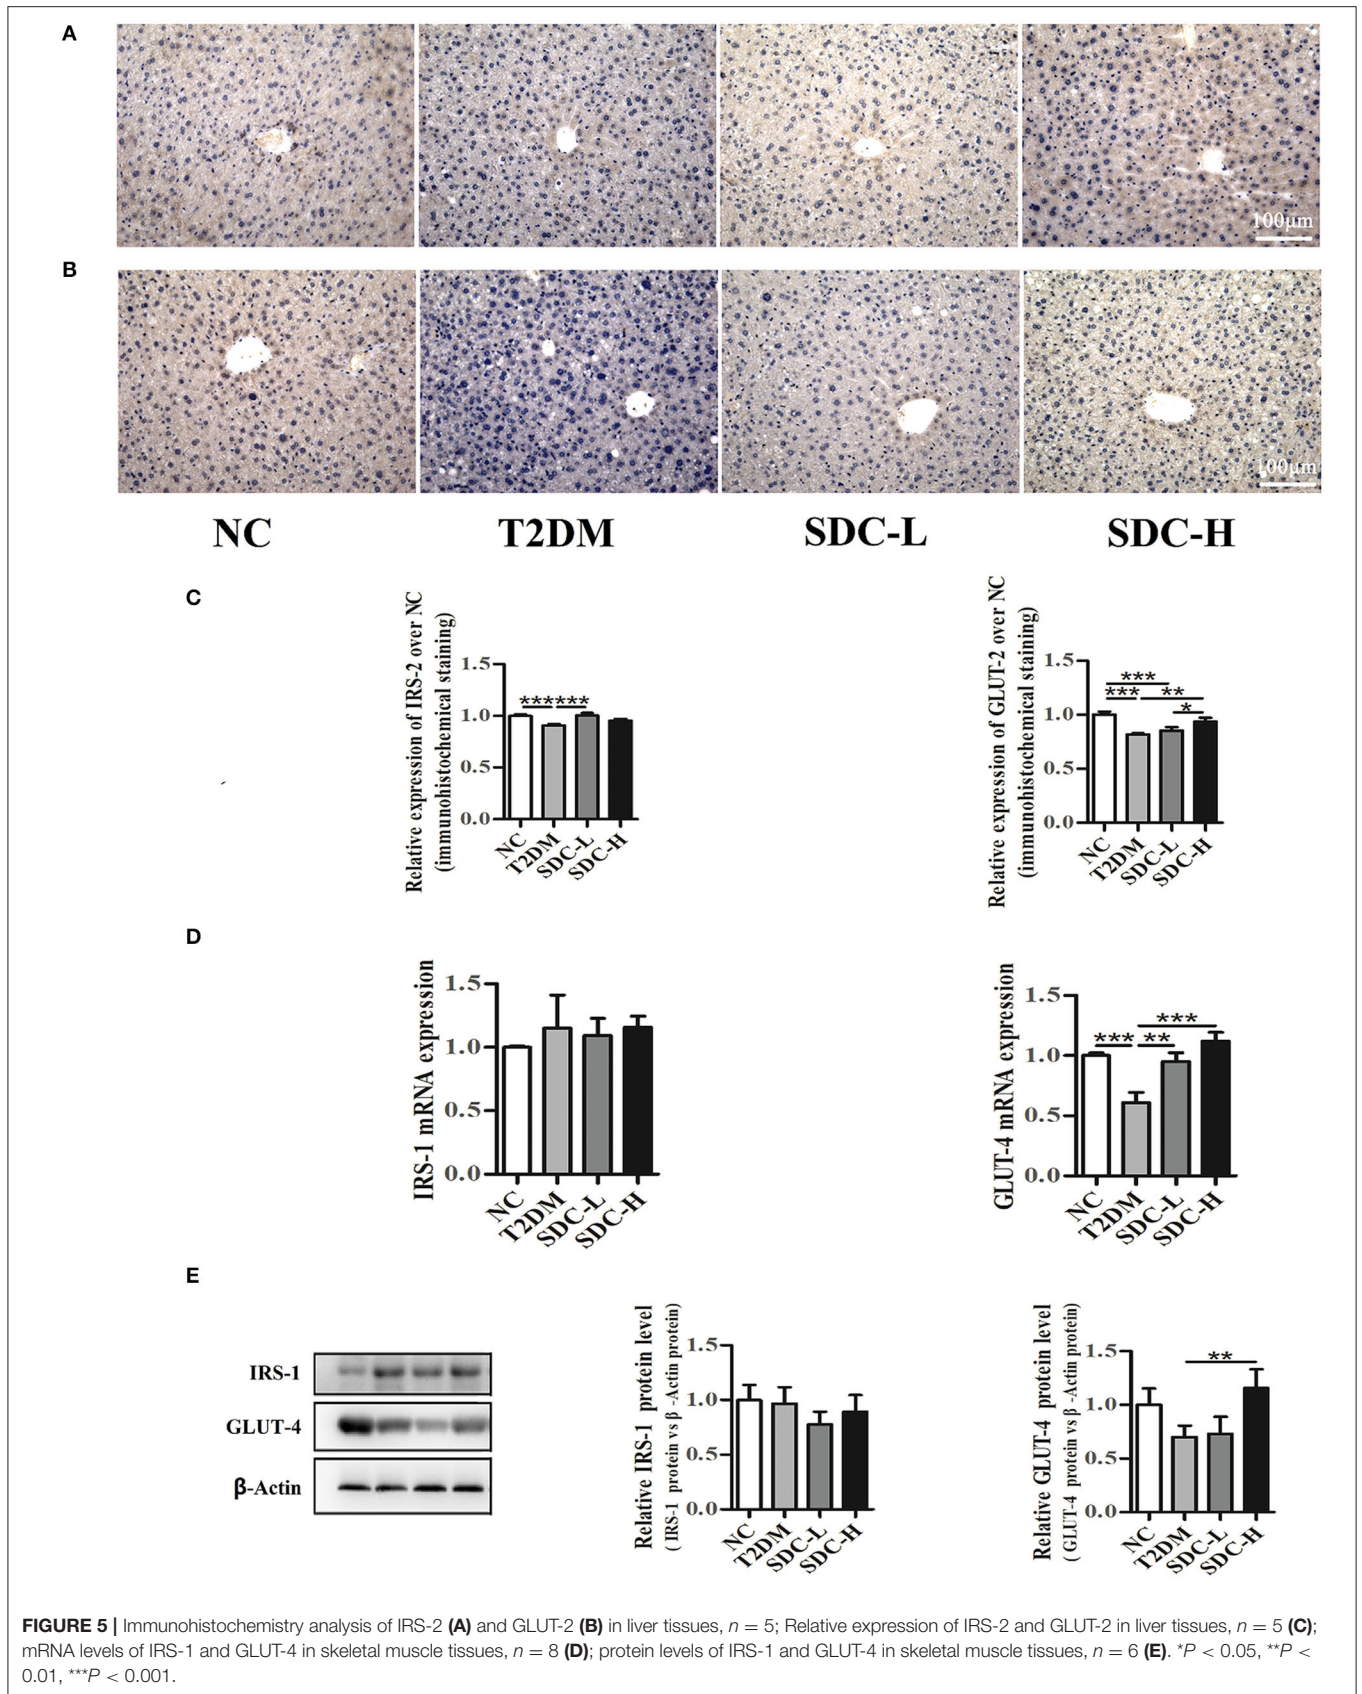 A
100μm
B
100μm
NC T2DM SDC-L SDC-H
C
Relative expression of IRS-2 over NC
(immunohistochemical staining)
1.5
1.0
0.5
0.0
******
NC
T2DM
SDC-L
SDC-H
Relative expression of GLUT-2 over NC
(immunohistochemical staining)
1.5
1.0
0.5
0.0
***
*** **
*
NC
T2DM
SDC-L
SDC-H
D
IRS-1 mRNA expression
1.5
1.0
0.5
0.0
NC
T2DM
SDC-L
SDC-H
GLUT-4 mRNA expression
1.5
1.0
0.5
0.0
***
*** **
NC
T2DM
SDC-L
SDC-H
E
IRS-1
GLUT-4
β-Actin
Relative IRS-1 protein level
( IRS-1 protein vs β -Actin protein)
1.5
1.0
0.5
0.0
NC
T2DM
SDC-L
SDC-H
Relative GLUT-4 protein level
( GLUT-4 protein vs β -Actin protein)
1.5
1.0
0.5
0.0
**
NC
T2DM
SDC-L
SDC-H
FIGURE 5 | Immunohistochemistry analysis of IRS-2 (A) and GLUT-2 (B) in liver tissues, n = 5; Relative expression of IRS-2 and GLUT-2 in liver tissues, n = 5 (C);
mRNA levels of IRS-1 and GLUT-4 in skeletal muscle tissues, n = 8 (D); protein levels of IRS-1 and GLUT-4 in skeletal muscle tissues, n = 6 (E). *P < 0.05, **P <
0.01, ***P < 0.001.